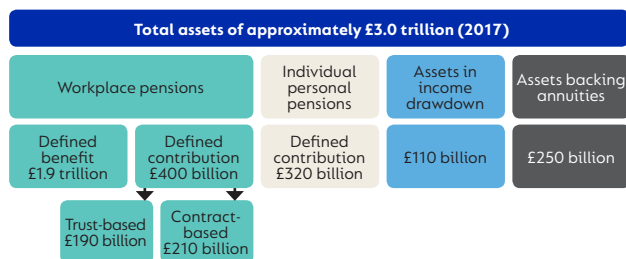 Total assets of approximately £3.0 trillion (2017)
Workplace pensions
Individual
personal
pensions
Assets in
income
drawdown
Assets backing
annuities
Defined
benefit
£1.9 trillion
Defined
contribution
£400 billion
Defined
contribution
£320 billion
£110 billion
£250 billion
Trust-based
£190 billion
Contract-
based
£210 billion